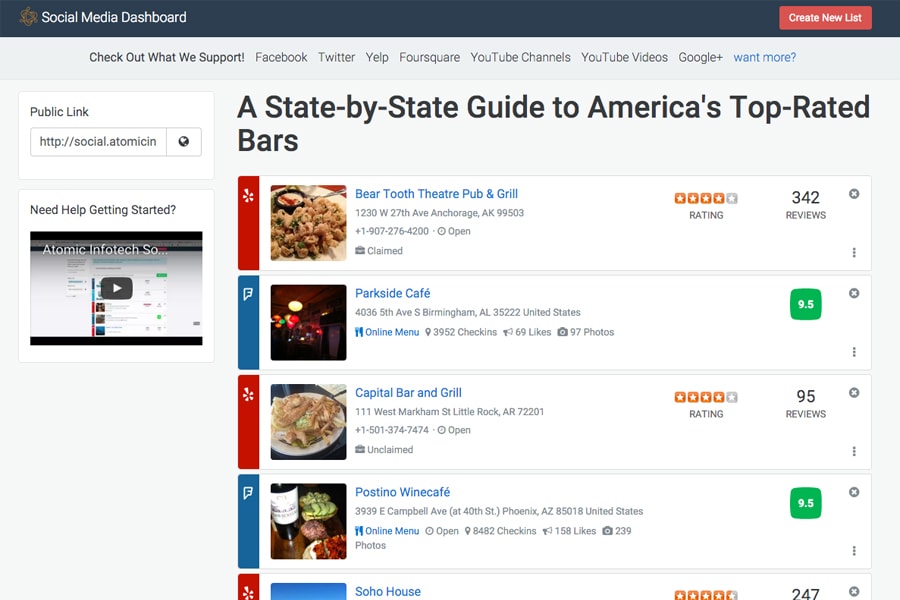 Social Media Dashboard
Create New List
Check Out What We Support! Facebook Twitter Yelp Foursquare YouTube Channels YouTube Videos Google+ want more?
Public Link
http://social.atomicin
Need Help Getting Started?
Atomic Infotech So...
A State-by-State Guide to America's Top-Rated
Bars
Bear Tooth Theatre Pub & Grill
1230 W 27th Ave Anchorage, AK 99503
+1-907-276-4200 · Open
Claimed
RATING
342
REVIEWS
Parkside Café
4036 5th Ave S Birmingham, AL 35222 United States
Online Menu 3952 Checkins 69 Likes 97 Photos
9.5
Capital Bar and Grill
111 West Markham St Little Rock, AR 72201
+1-501-374-7474 · Open
Unclaimed
RATING
95
REVIEWS
Postino Winecafé
3939 E Campbell Ave (at 40th St.) Phoenix, AZ 85018 United States
Online Menu Open 8482 Checkins 158 Likes 239
Photos
9.5
Soho House
247